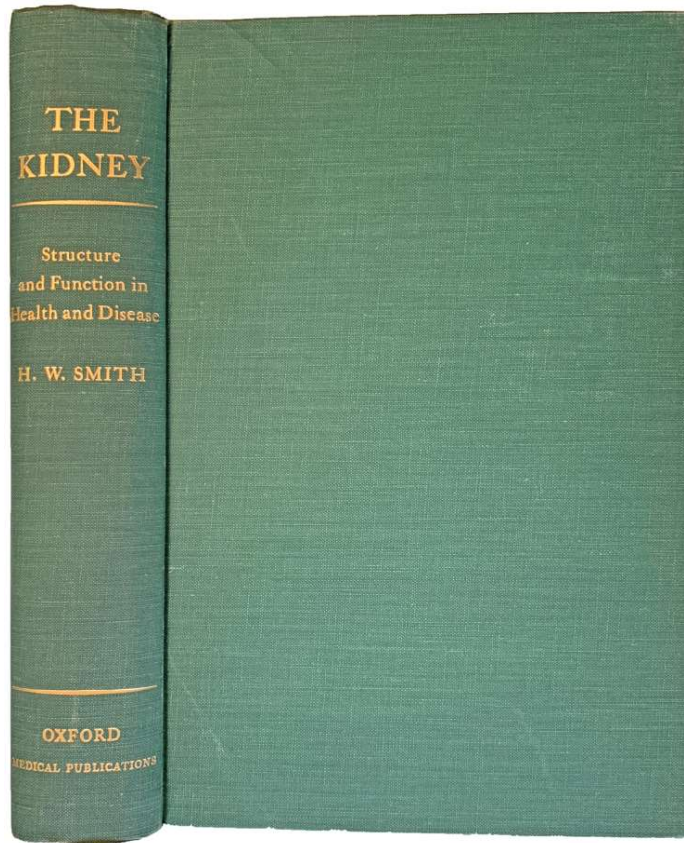 THE
KIDNEY
Structure
and Function in
Health and Disease
H. W. SMITH
OXFORD
MEDICAL PUBLICATIONS